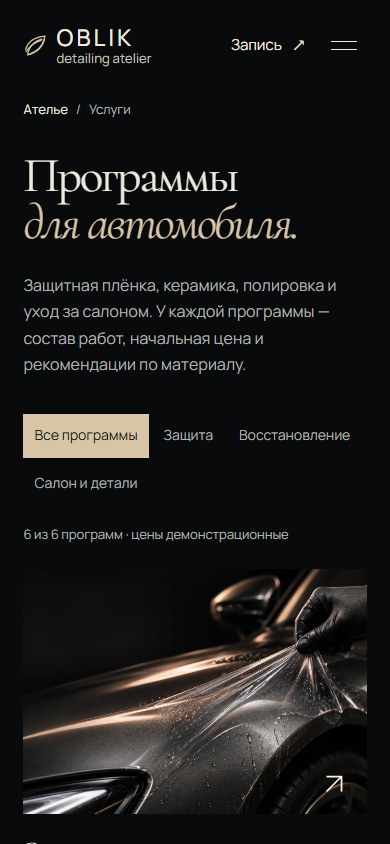 OBLIK
detailing atelier
Запись ↗
Ателье / Услуги
Программы
для автомобиля.
Защитная плёнка, керамика, полировка и
уход за салоном. У каждой программы —
состав работ, начальная цена и
рекомендации по материалу.
Все программы Защита Восстановление
Салон и детали
6 из 6 программ · цены демонстрационные